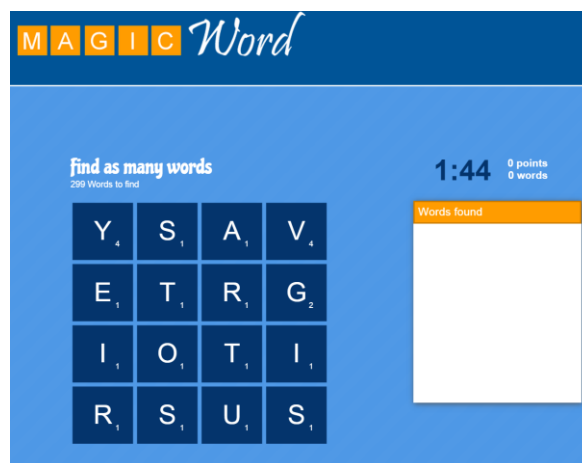 MAGIC Word
find as many words
299 Words to find
1:44
0 points
0 words
Words found
Y4 S1 A1 V4
E1 T1 R1 G2
I1 O1 T1 I1
R1 S1 U1 S1